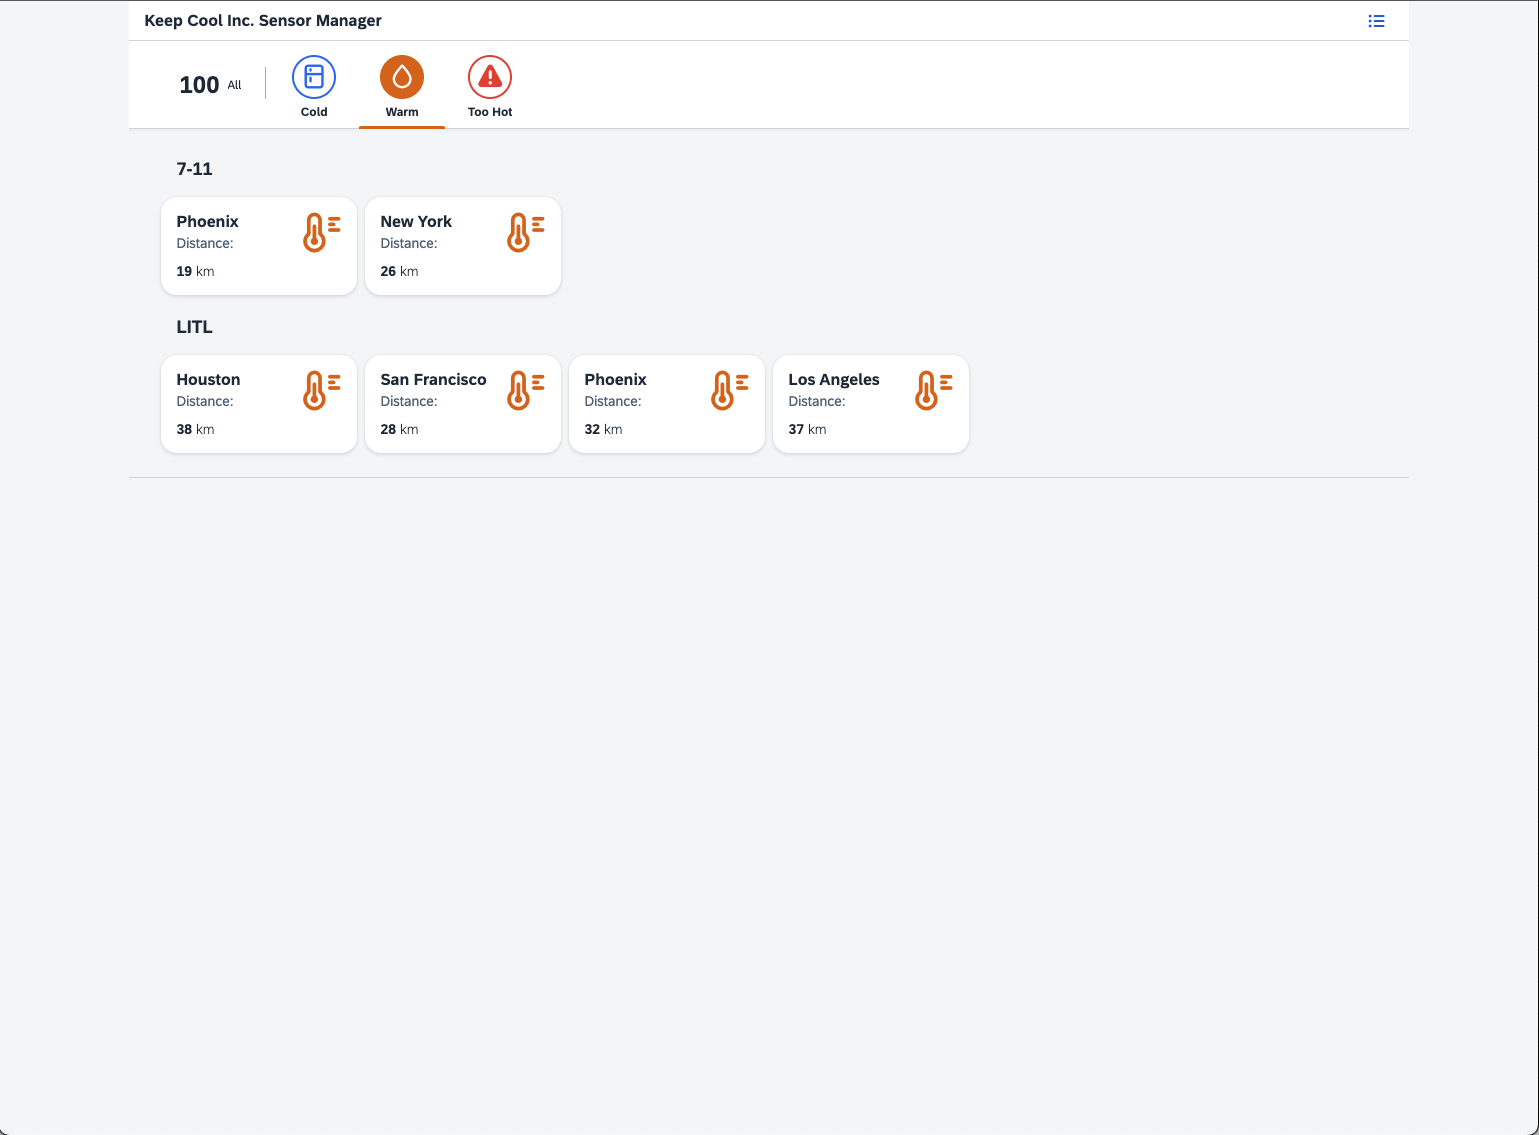 Keep Cool Inc. Sensor Manager
100 All
Cold
Warm
Too Hot
7-11
Phoenix
Distance:
19 km
New York
Distance:
26 km
LITL
Houston
Distance:
38 km
San Francisco
Distance:
28 km
Phoenix
Distance:
32 km
Los Angeles
Distance:
37 km